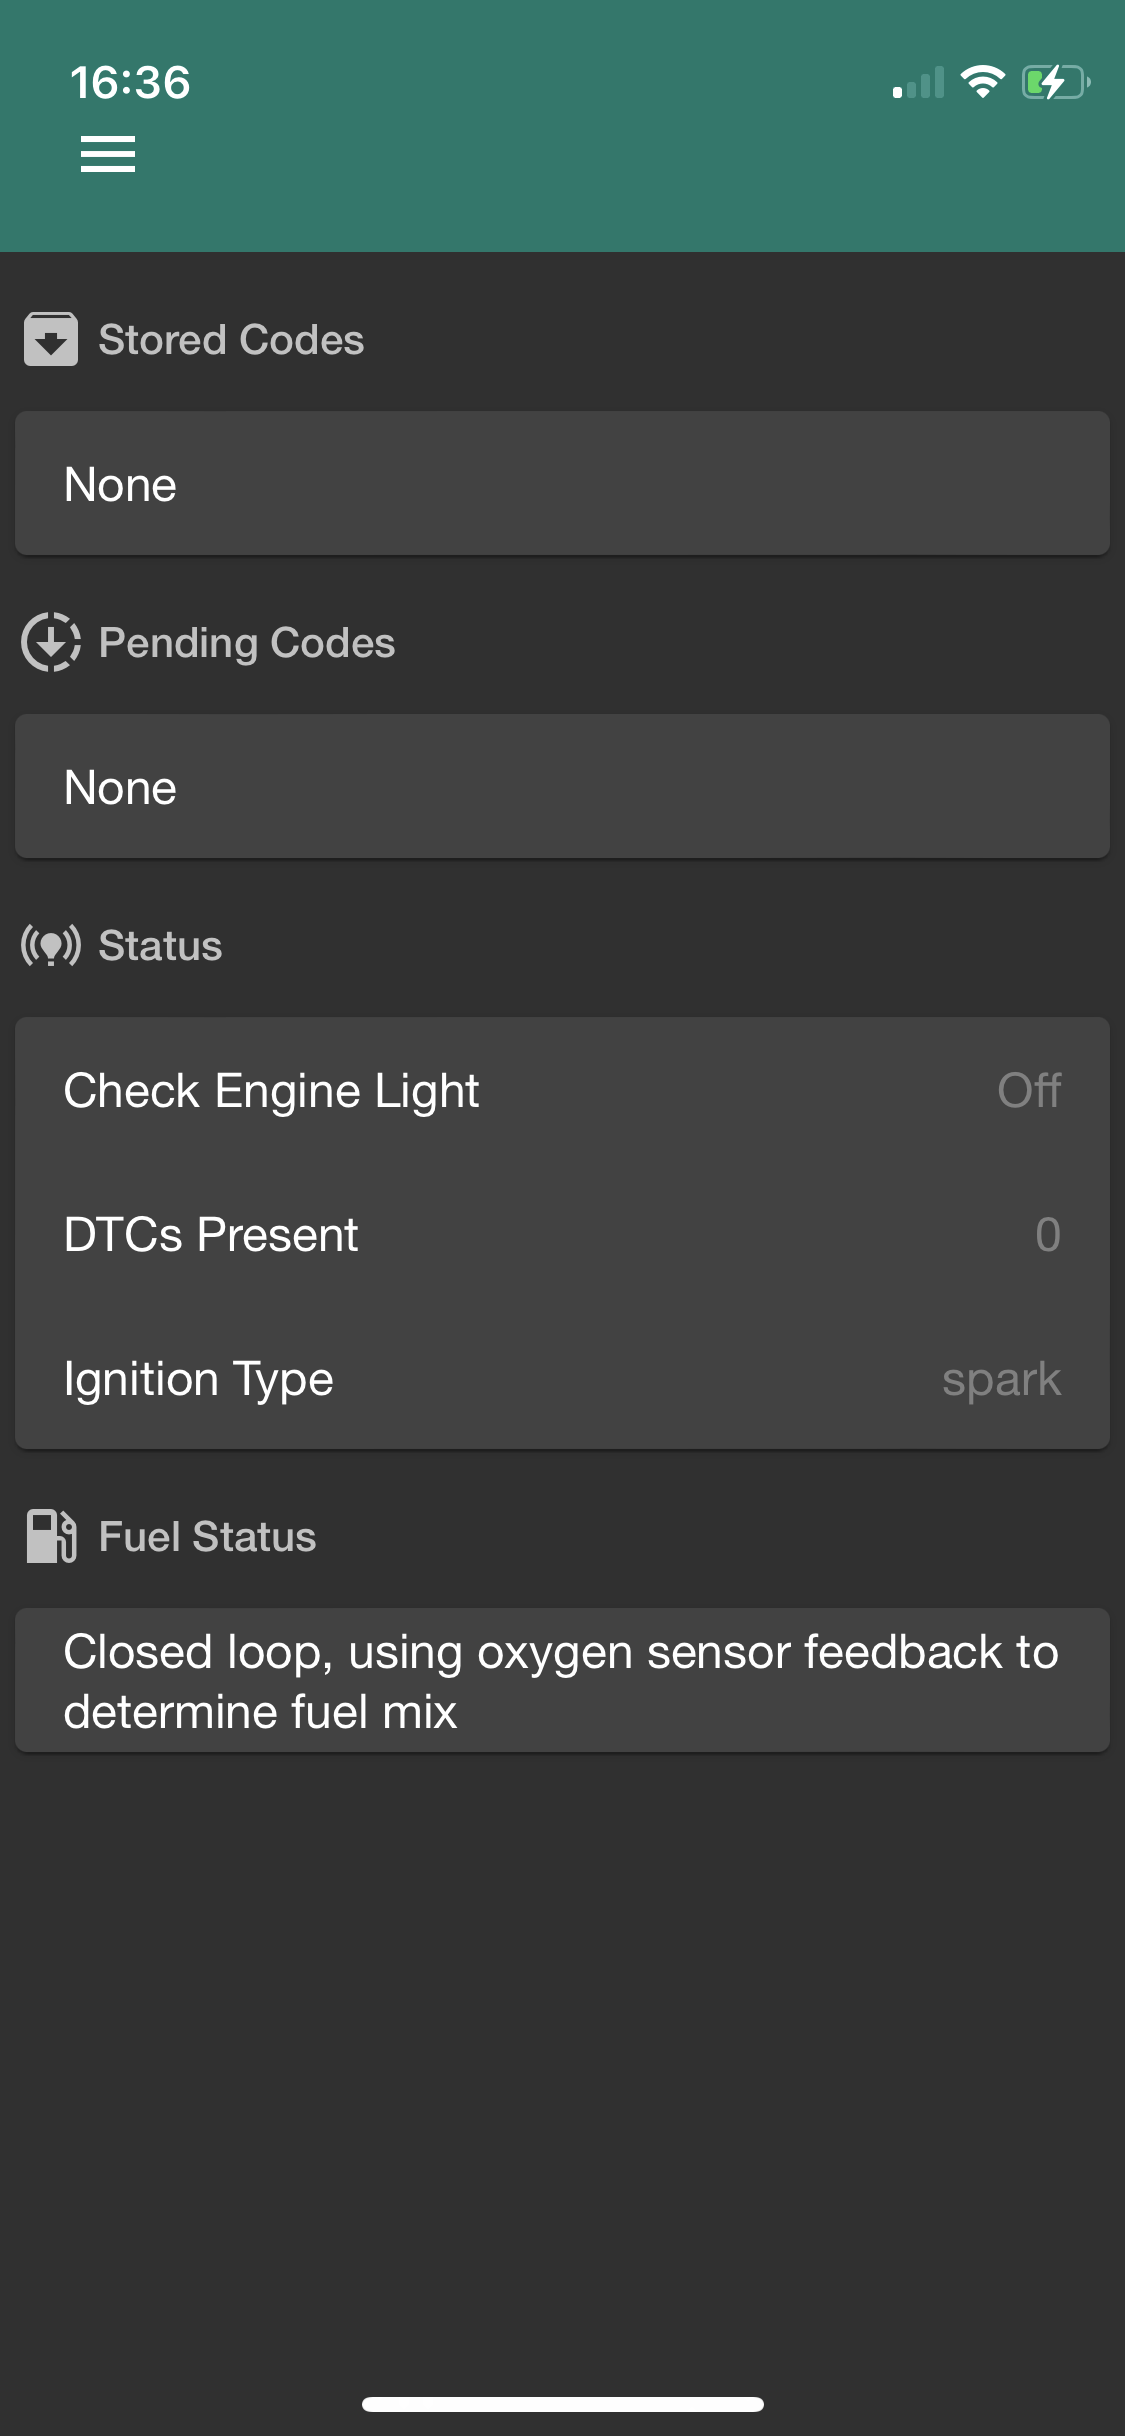 16:36
Stored Codes
None
Pending Codes
None
Status
Check Engine Light Off
DTCs Present 0
Ignition Type spark
Fuel Status
Closed loop, using oxygen sensor feedback to
determine fuel mix